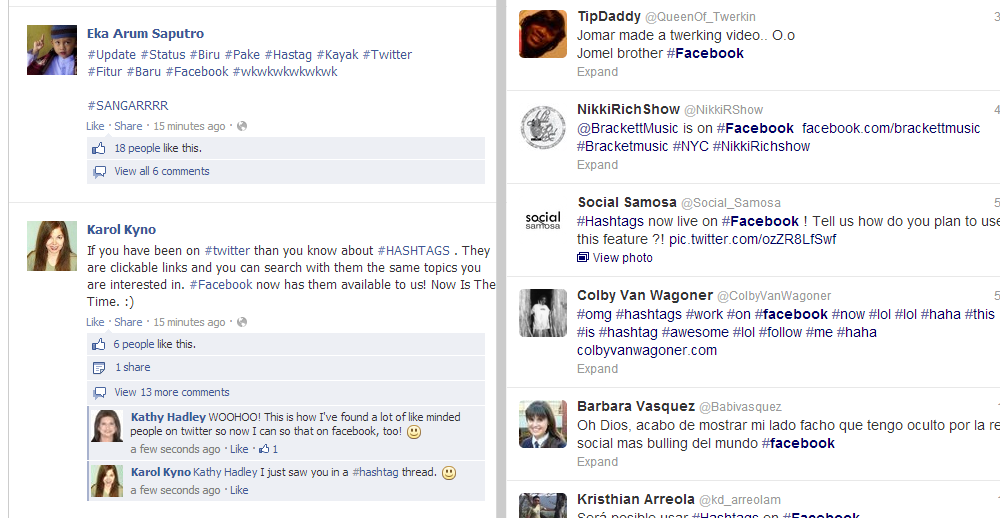 Eka Arum Saputro
#Update #Status #Biru #Pake #Hastag #Kayak #Twitter
#Fitur #Baru #Facebook #wkwkwkwkwkwk
#SANGARRRR
Like · Share · 15 minutes ago ·
18 people like this.
View all 6 comments
Karol Kyno
If you have been on #twitter than you know about #HASHTAGS . They
are clickable links and you can search with them the same topics you
are interested in. #Facebook now has them available to us! Now Is The
Time. :)
Like · Share · 15 minutes ago ·
6 people like this.
1 share
View 13 more comments
Kathy Hadley WOOHOO! This is how I've found a lot of like minded
people on twitter so now I can so that on facebook, too!
a few seconds ago · Like · 1
Karol Kyno Kathy Hadley I just saw you in a #hashtag thread.
a few seconds ago · Like
TipDaddy @QueenOf_Twerkin
Jomar made a twerking video.. O.o
Jomel brother #Facebook
Expand
NikkiRichShow @NikkiRShow
@BrackettMusic is on #Facebook facebook.com/brackettmusic
#Bracketmusic #NYC #NikkiRichshow
Expand
social
samosa
Social Samosa @Social_Samosa
#Hashtags now live on #Facebook ! Tell us how do you plan to use
this feature ?! pic.twitter.com/ozZR8LfSwf
View photo
Colby Van Wagoner @ColbyVanWagoner
#omg #hashtags #work #on #facebook #now #lol #lol #haha #this
#is #hashtag #awesome #lol #follow #me #haha
colbyvanwagoner.com
Expand
Barbara Vasquez @Babivasquez
Oh Dios, acabo de mostrar mi lado facho que tengo oculto por la re
social mas bulling del mundo #facebook
Expand
Kristhian Arreola @kd_arreolam
Será posible usar #Hashtags en #Facebook